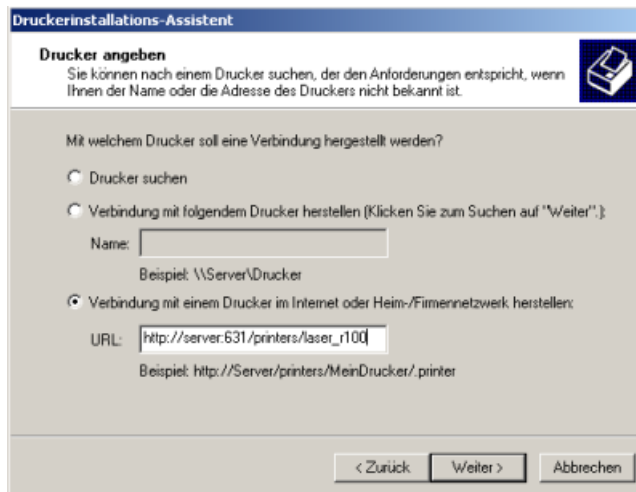 Druckerinstallations-Assistent
Drucker angeben
Sie können nach einem Drucker suchen, der den Anforderungen entspricht, wenn
Ihnen der Name oder die Adresse des Druckers nicht bekannt ist.
Mit welchem Drucker soll eine Verbindung hergestellt werden?
Drucker suchen
Verbindung mit folgendem Drucker herstellen (Klicken Sie zum Suchen auf "Weiter".):
Name:
Beispiel: \\Server\Drucker
Verbindung mit einem Drucker im Internet oder Heim-/Firmennetzwerk herstellen:
URL: http://server:631/printers/laser_r100
Beispiel: http://Server/printers/MeinDrucker/.printer
< Zurück Weiter > Abbrechen